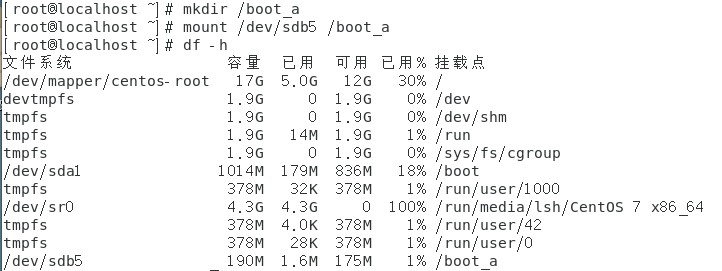 [root@localhost ~]# mkdir /boot_a
[root@localhost ~]# mount /dev/sdb5 /boot_a
[root@localhost ~]# df -h
文件系统 容量 已用 可用 已用% 挂载点
/dev/mapper/centos-root 17G 5.0G 12G 30% /
devtmpfs 1.9G 0 1.9G 0% /dev
tmpfs 1.9G 0 1.9G 0% /dev/shm
tmpfs 1.9G 14M 1.9G 1% /run
tmpfs 1.9G 0 1.9G 0% /sys/fs/cgroup
/dev/sda1 1014M 179M 836M 18% /boot
tmpfs 378M 32K 378M 1% /run/user/1000
/dev/sr0 4.3G 4.3G 0 100% /run/media/lsh/CentOS 7 x86_64
tmpfs 378M 4.0K 378M 1% /run/user/42
tmpfs 378M 28K 378M 1% /run/user/0
/dev/sdb5 _ 190M 1.6M 175M 1% /boot_a